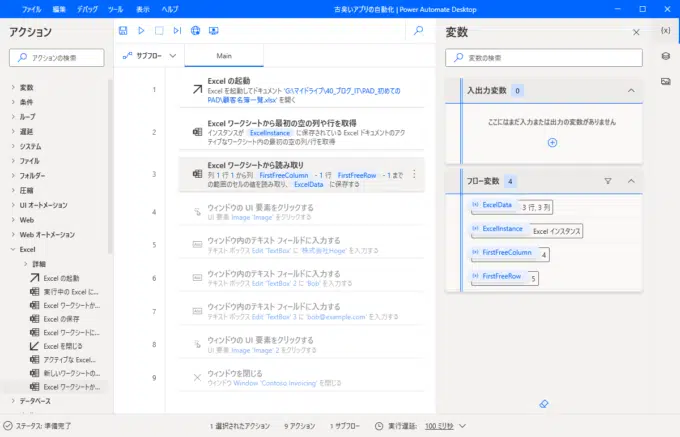 古臭いアプリの自動化 | Power Automate Desktop
ファイル 編集 デバッグ ツール 表示 ヘルプ
アクション
アクションの検索
変数
条件
ループ
遅延
システム
ファイル
フォルダー
圧縮
UI オートメーション
Web
Web オートメーション
Excel
詳細
Excel の起動
実行中の Excel に...
Excel ワークシートか...
Excel の保存
Excel ワークシートに...
Excel を閉じる
アクティブな Excel...
新しいワークシートの...
Excel ワークシートか...
データベース
サブフロー
Main
1
Excel の起動
Excel を起動してドキュメント 'G:\マイドライブ\40_ブログ_IT\PAD_初めての
PAD\顧客名簿一覧.xlsx' を開く
2
Excel ワークシートから最初の空の列や行を取得
インスタンスが ExcelInstance に保存されている Excel ドキュメントのアク
ティブなワークシート内の最初の空の列/行を取得
3
Excel ワークシートから読み取り
列 1 行 1 から列 FirstFreeColumn - 1 行 FirstFreeRow - 1 まで
の範囲のセルの値を読み取り、 ExcelData に保存する
4
ウィンドウの UI 要素をクリックする
UI 要素 Image 'Image' をクリックする
5
ウィンドウ内のテキスト フィールドに入力する
テキスト ボックス Edit 'TextBox' に '株式会社Hoge' を入力する
6
ウィンドウ内のテキスト フィールドに入力する
テキスト ボックス Edit 'TextBox' 2 に 'Bob' を入力する
7
ウィンドウ内のテキスト フィールドに入力する
テキスト ボックス Edit 'TextBox' 3 に 'bob@example.com' を入力する
8
ウィンドウの UI 要素をクリックする
UI 要素 Image 'Image' 2 をクリックする
9
ウィンドウを閉じる
ウィンドウ Window 'Contoso Invoicing' を閉じる
変数
{x}
変数の検索
入出力変数 0
ここにはまだ入力または出力の変数がありません
フロー変数 4
ExcelData 3 行, 3 列
ExcelInstance Excel インスタンス
FirstFreeColumn 4
FirstFreeRow 5
ステータス: 準備完了
1 選択されたアクション
9 アクション
1 サブフロー
実行遅延: 100 ミリ秒